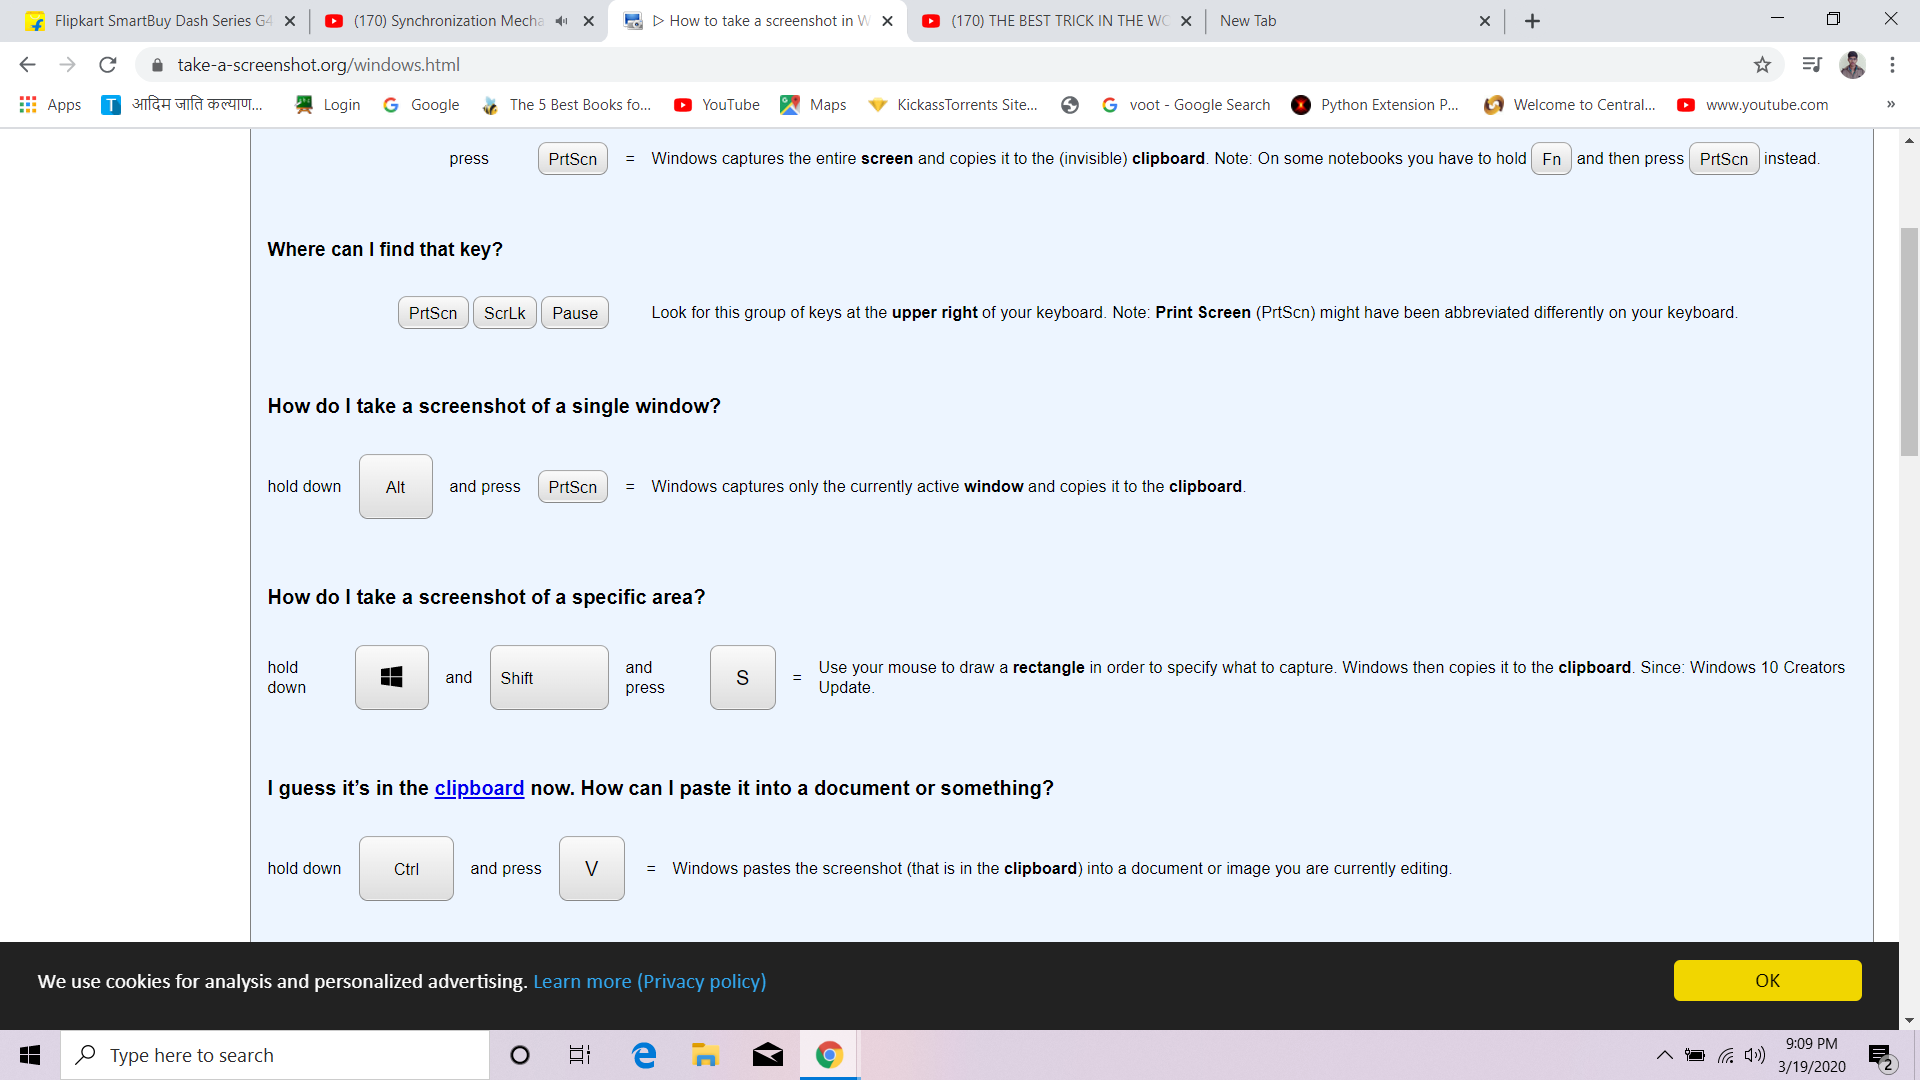 Flipkart SmartBuy Dash Series G4
(170) Synchronization Mecha
▷ How to take a screenshot in W
(170) THE BEST TRICK IN THE WO
New Tab
take-a-screenshot.org/windows.html
Apps
T आदिम जाति कल्याण...
Login
Google
The 5 Best Books fo...
YouTube
Maps
KickassTorrents Site...
voot - Google Search
Python Extension P...
Welcome to Central...
www.youtube.com
»
press PrtScn = Windows captures the entire screen and copies it to the (invisible) clipboard. Note: On some notebooks you have to hold Fn and then press PrtScn instead.
Where can I find that key?
PrtScn ScrLk Pause Look for this group of keys at the upper right of your keyboard. Note: Print Screen (PrtScn) might have been abbreviated differently on your keyboard.
How do I take a screenshot of a single window?
hold down Alt and press PrtScn = Windows captures only the currently active window and copies it to the clipboard.
How do I take a screenshot of a specific area?
hold down and Shift and press S = Use your mouse to draw a rectangle in order to specify what to capture. Windows then copies it to the clipboard. Since: Windows 10 Creators
Update.
I guess it's in the clipboard now. How can I paste it into a document or something?
hold down Ctrl and press V = Windows pastes the screenshot (that is in the clipboard) into a document or image you are currently editing.
We use cookies for analysis and personalized advertising. Learn more (Privacy policy)
OK
Type here to search
9:09 PM
3/19/2020
2